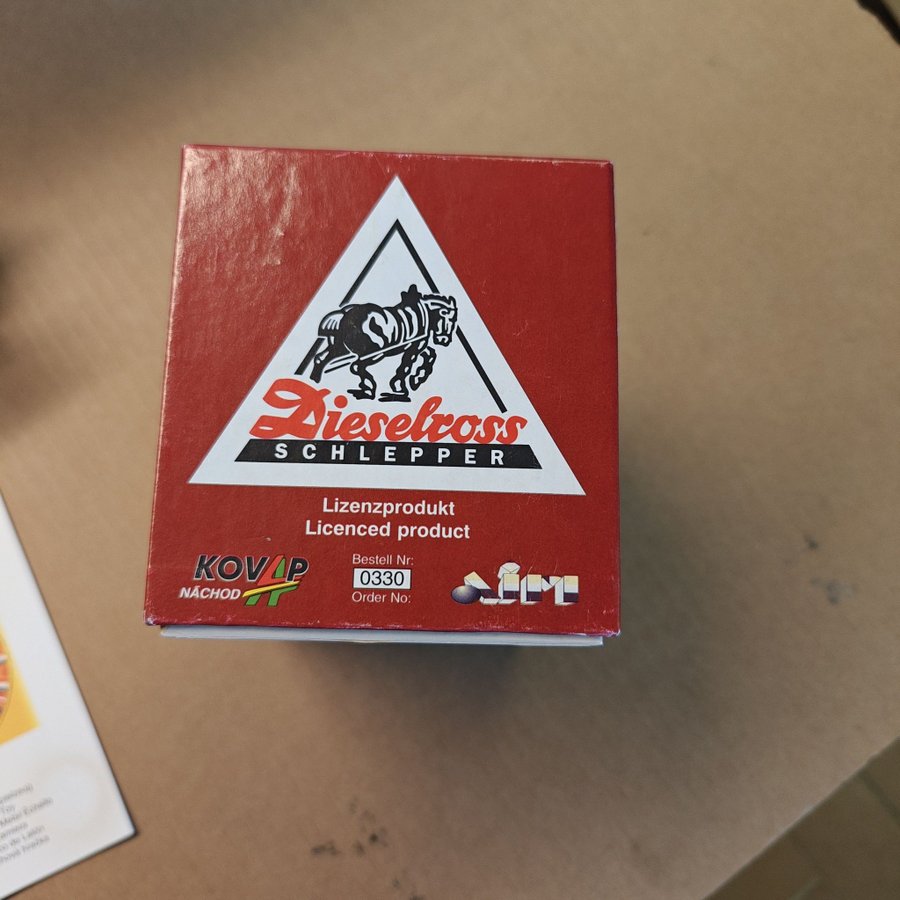 Dieselross
SCHLEPPER
Lizenzprodukt
Licenced product
KOVAP
NÁCHOD
Bestell Nr:
0330
Order No: